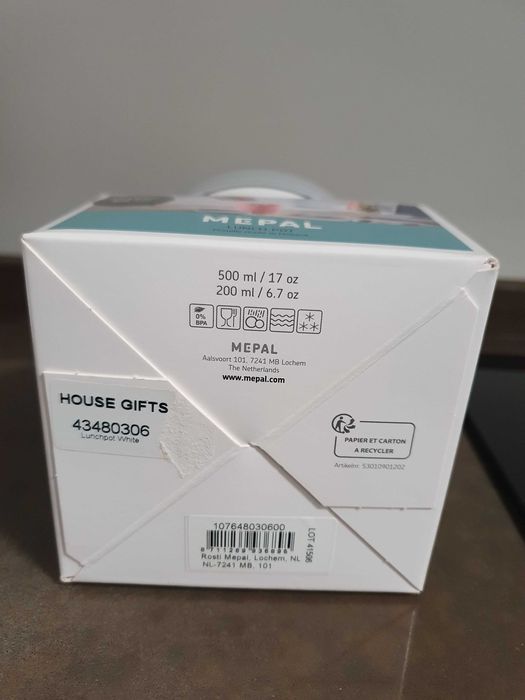 MEPAL
LUNCH POT
500 ml / 17 oz
200 ml / 6.7 oz
0%
BPA
MEPAL
Aalsvoort 101, 7241 MB Lochem
The Netherlands
www.mepal.com
HOUSE GIFTS
43480306
Lunchpot White
PAPIER ET CARTON
A RECYCLER
Artikelnr. 53010901202
107648030600
Rosti Mepal, Lochem, NL
NL-7241 MB, 101